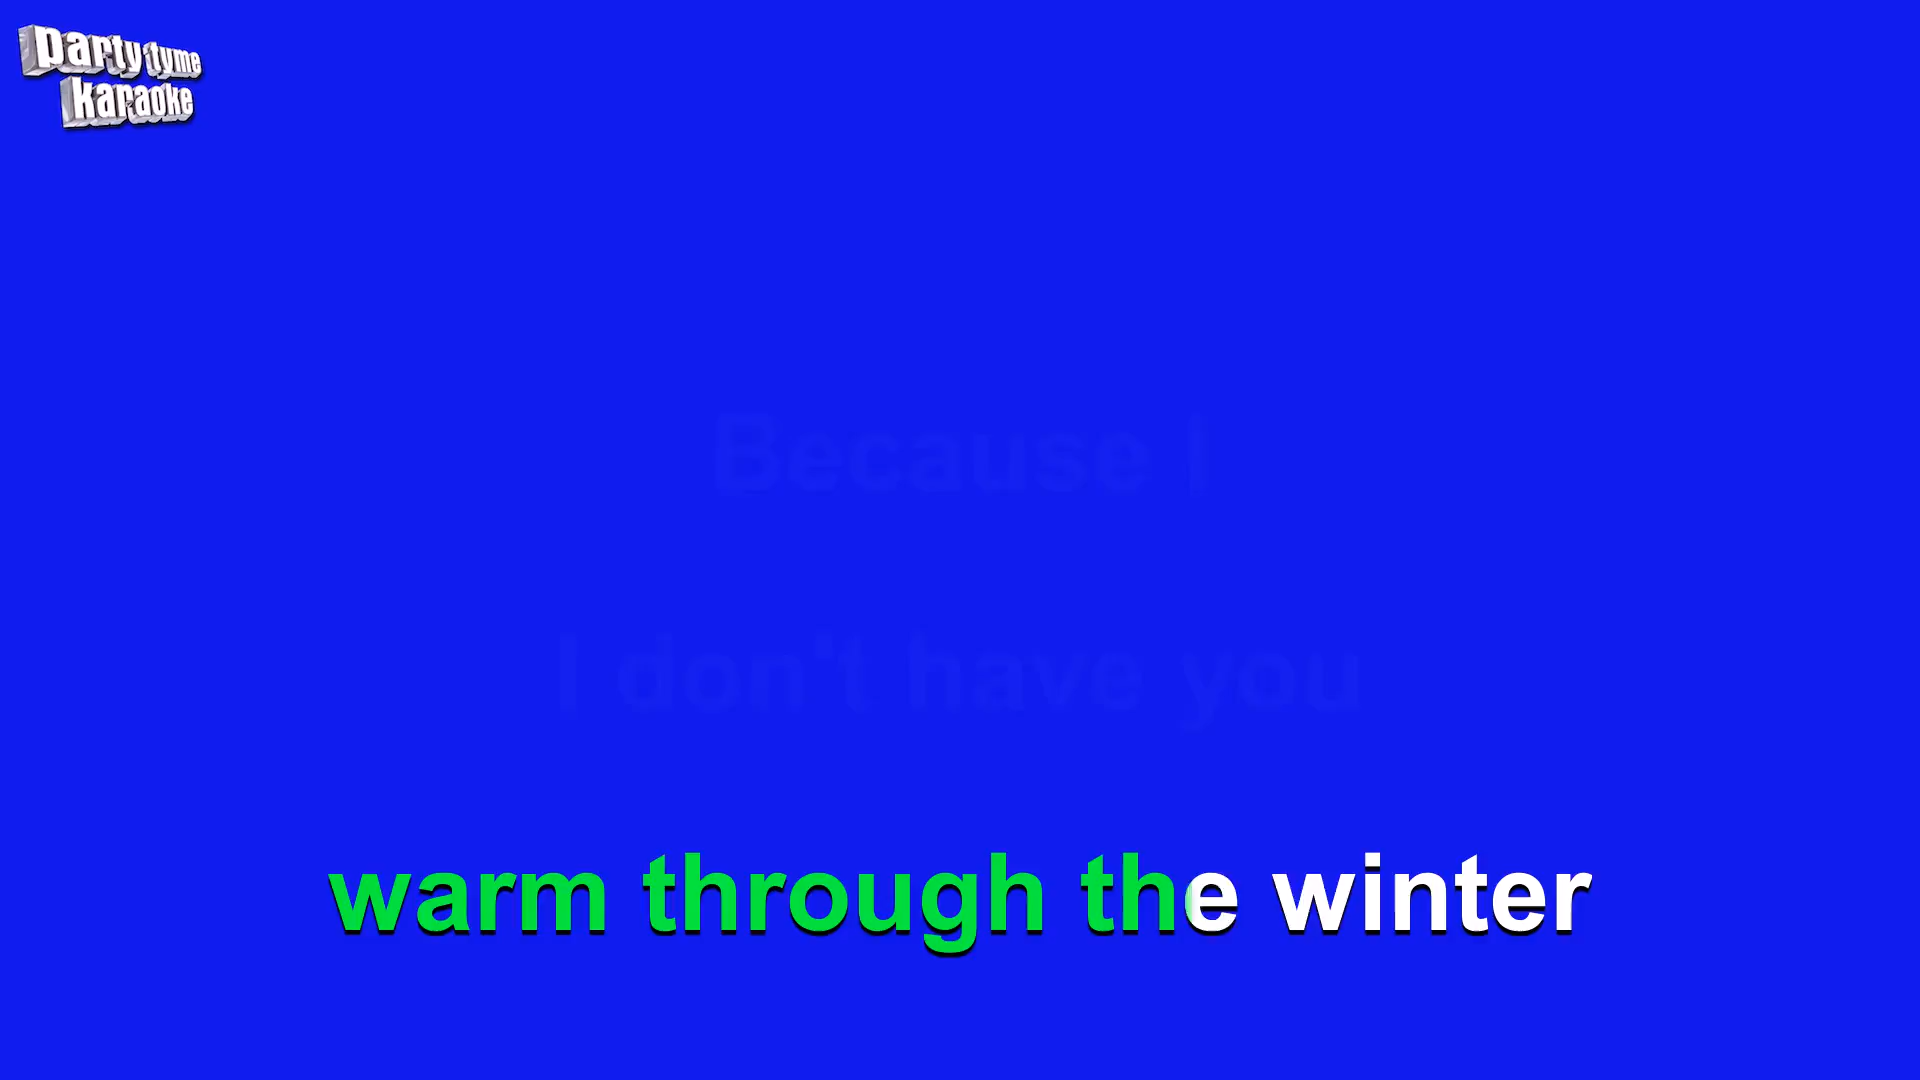 party tyme
karaoke
Because I
I don't have you
warm through the winter